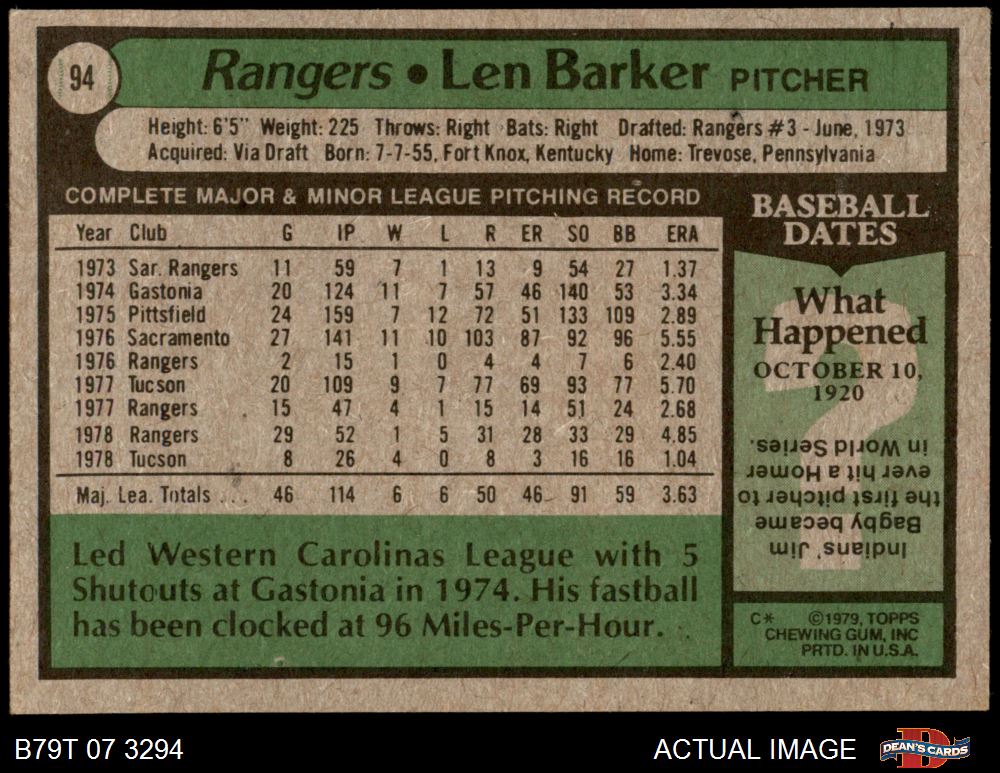 94
Rangers • Len Barker PITCHER
Height: 6'5" Weight: 225 Throws: Right Bats: Right Drafted: Rangers #3 - June, 1973
Acquired: Via Draft Born: 7-7-55, Fort Knox, Kentucky Home: Trevose, Pennsylvania
COMPLETE MAJOR & MINOR LEAGUE PITCHING RECORD
Year Club G IP W L R ER SO BB ERA
1973 Sar. Rangers 11 59 7 1 13 9 54 27 1.37
1974 Gastonia 20 124 11 7 57 46 140 53 3.34
1975 Pittsfield 24 159 7 12 72 51 133 109 2.89
1976 Sacramento 27 141 11 10 103 87 92 96 5.55
1976 Rangers 2 15 1 0 4 4 7 6 2.40
1977 Tucson 20 109 9 7 77 69 93 77 5.70
1977 Rangers 15 47 4 1 15 14 51 24 2.68
1978 Rangers 29 52 1 5 31 28 33 29 4.85
1978 Tucson 8 26 4 0 8 3 16 16 1.04
Maj. Lea. Totals . . . 46 114 6 6 50 46 91 59 3.63
Led Western Carolinas League with 5
Shutouts at Gastonia in 1974. His fastball
has been clocked at 96 Miles-Per-Hour.
BASEBALL
DATES
What
Happened
OCTOBER 10,
1920
?
Indians' Jim
Bagby became
the first pitcher to
ever hit a Homer
in World Series.
C* ©1979, TOPPS
CHEWING GUM, INC
PRTD. IN U.S.A.
B79T 07 3294
ACTUAL IMAGE
DEAN'S CARDS